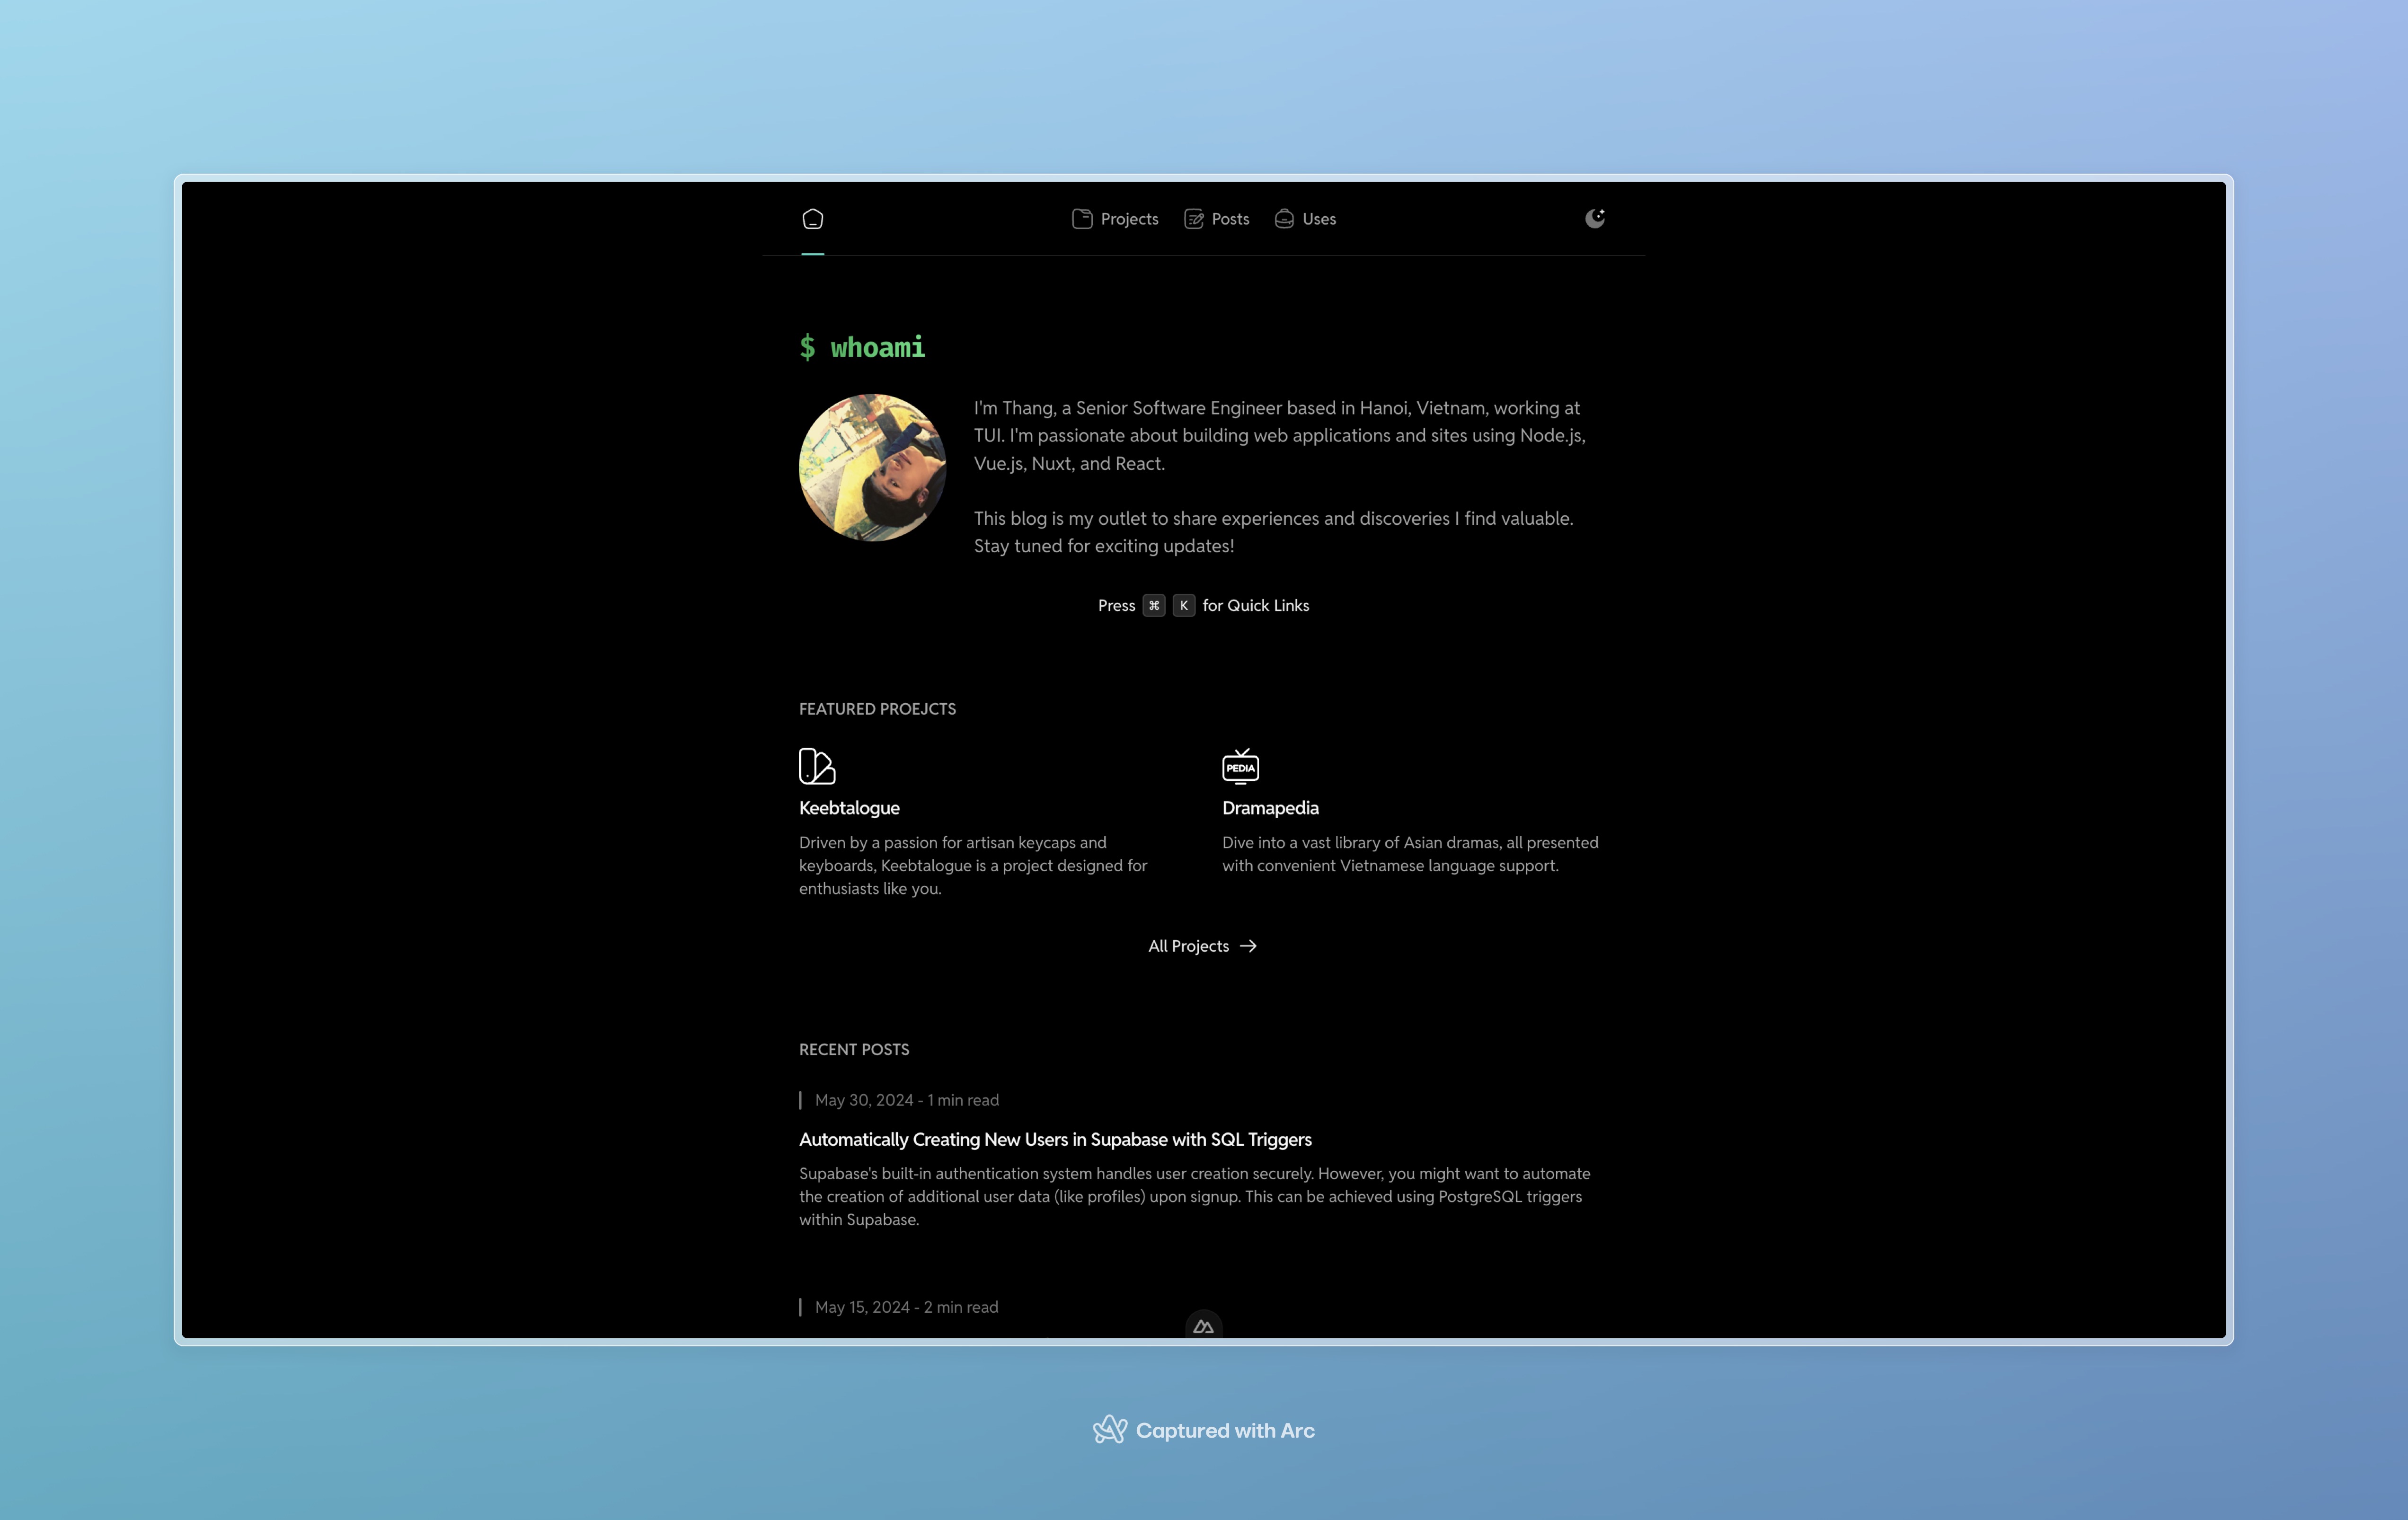 Projects Posts Uses
$ whoami
I'm Thang, a Senior Software Engineer based in Hanoi, Vietnam, working at
TUI. I'm passionate about building web applications and sites using Node.js,
Vue.js, Nuxt, and React.
This blog is my outlet to share experiences and discoveries I find valuable.
Stay tuned for exciting updates!
Press ⌘ K for Quick Links
FEATURED PROEJCTS
PEDIA
Keebtalogue
Driven by a passion for artisan keycaps and
keyboards, Keebtalogue is a project designed for
enthusiasts like you.
Dramapedia
Dive into a vast library of Asian dramas, all presented
with convenient Vietnamese language support.
All Projects →
RECENT POSTS
May 30, 2024 - 1 min read
Automatically Creating New Users in Supabase with SQL Triggers
Supabase's built-in authentication system handles user creation securely. However, you might want to automate
the creation of additional user data (like profiles) upon signup. This can be achieved using PostgreSQL triggers
within Supabase.
May 15, 2024 - 2 min read
Captured with Arc